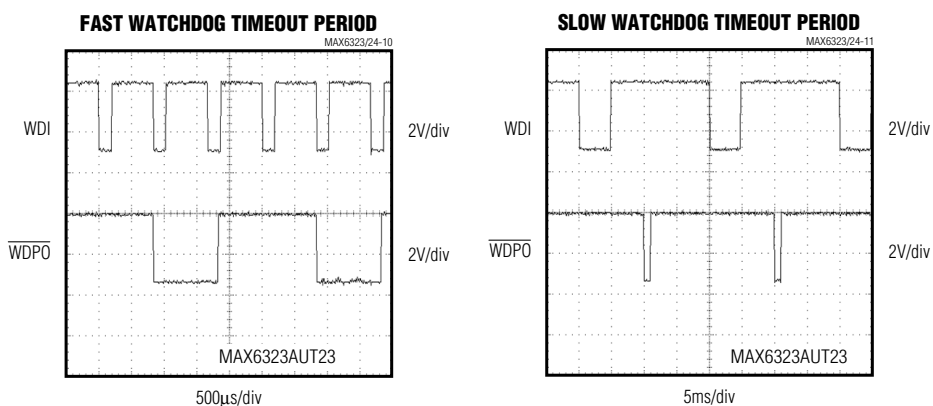 FAST WATCHDOG TIMEOUT PERIOD
MAX6323/24-10
WDI
2V/div
WDPO
2V/div
MAX6323AUT23
500μs/div
SLOW WATCHDOG TIMEOUT PERIOD
MAX6323/24-11
WDI
2V/div
WDPO
2V/div
MAX6323AUT23
5ms/div